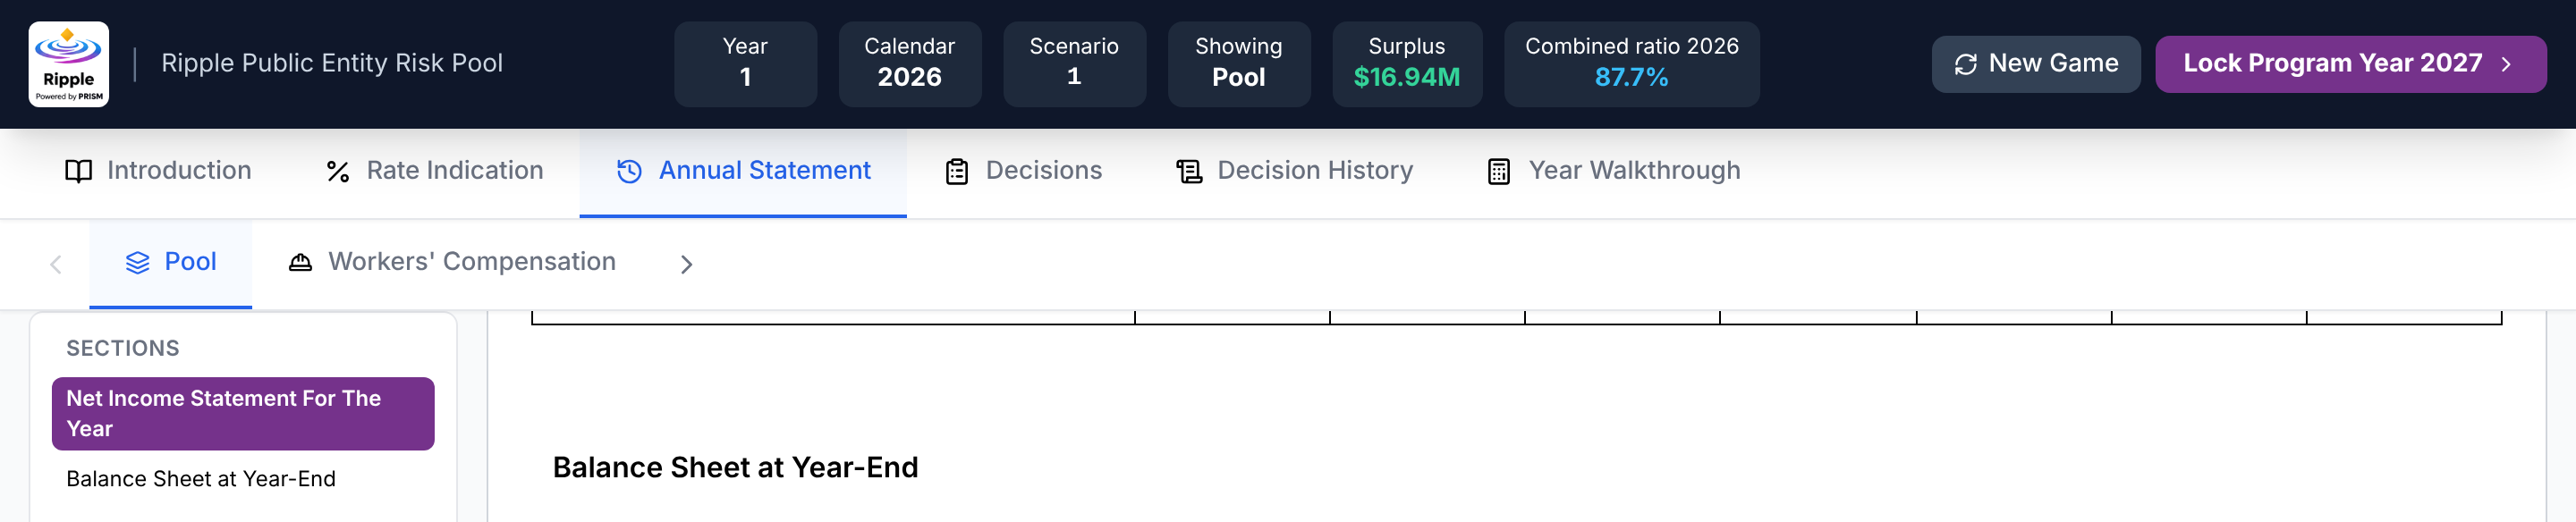 Ripple
Powered by PRISM
Ripple Public Entity Risk Pool
Year
1
Calendar
2026
Scenario
1
Showing
Pool
Surplus
$16.94M
Combined ratio 2026
87.7%
New Game
Lock Program Year 2027
Introduction
Rate Indication
Annual Statement
Decisions
Decision History
Year Walkthrough
Pool
Workers' Compensation
SECTIONS
Net Income Statement For The
Year
Balance Sheet at Year-End
Balance Sheet at Year-End